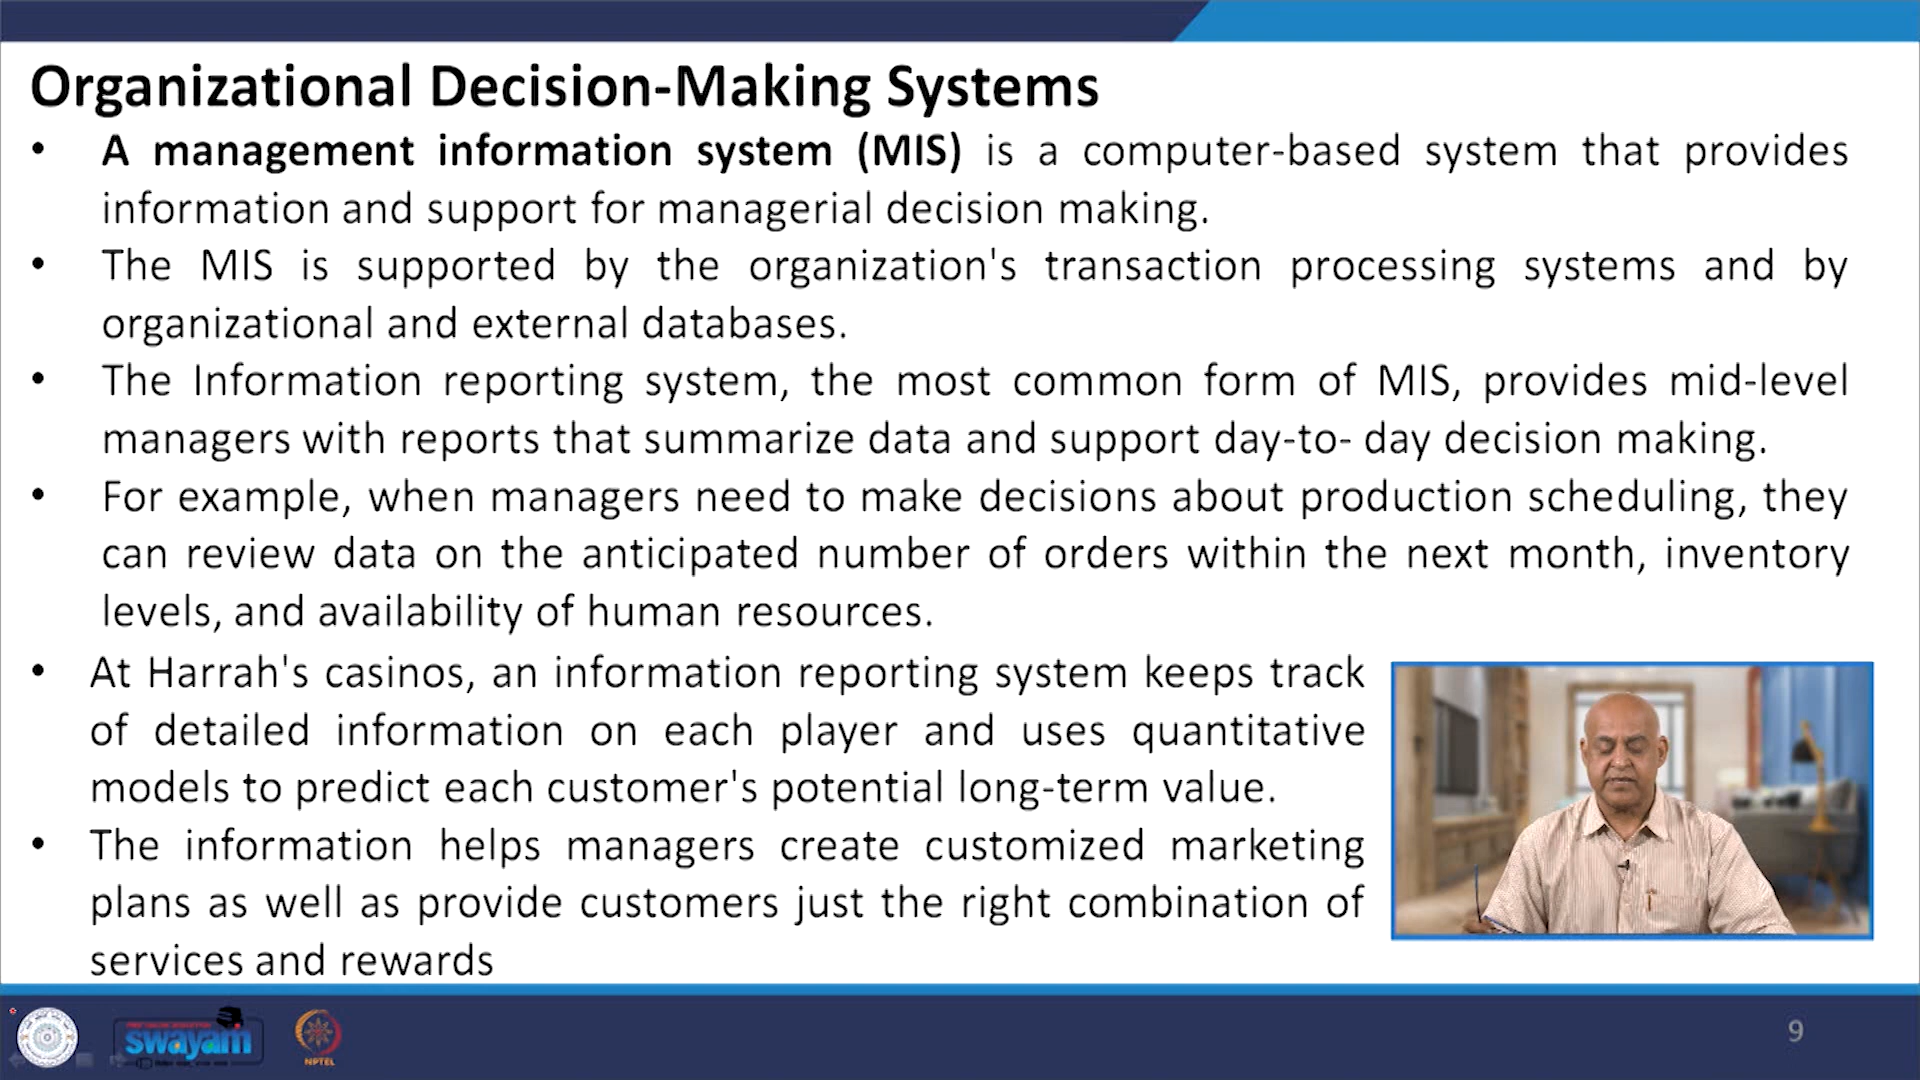 Organizational Decision-Making Systems
• A management information system (MIS) is a computer-based system that provides
information and support for managerial decision making.
• The MIS is supported by the organization's transaction processing systems and by
organizational and external databases.
• The Information reporting system, the most common form of MIS, provides mid-level
managers with reports that summarize data and support day-to- day decision making.
• For example, when managers need to make decisions about production scheduling, they
can review data on the anticipated number of orders within the next month, inventory
levels, and availability of human resources.
• At Harrah's casinos, an information reporting system keeps track
of detailed information on each player and uses quantitative
models to predict each customer's potential long-term value.
• The information helps managers create customized marketing
plans as well as provide customers just the right combination of
services and rewards
swayam
NPTEL
9